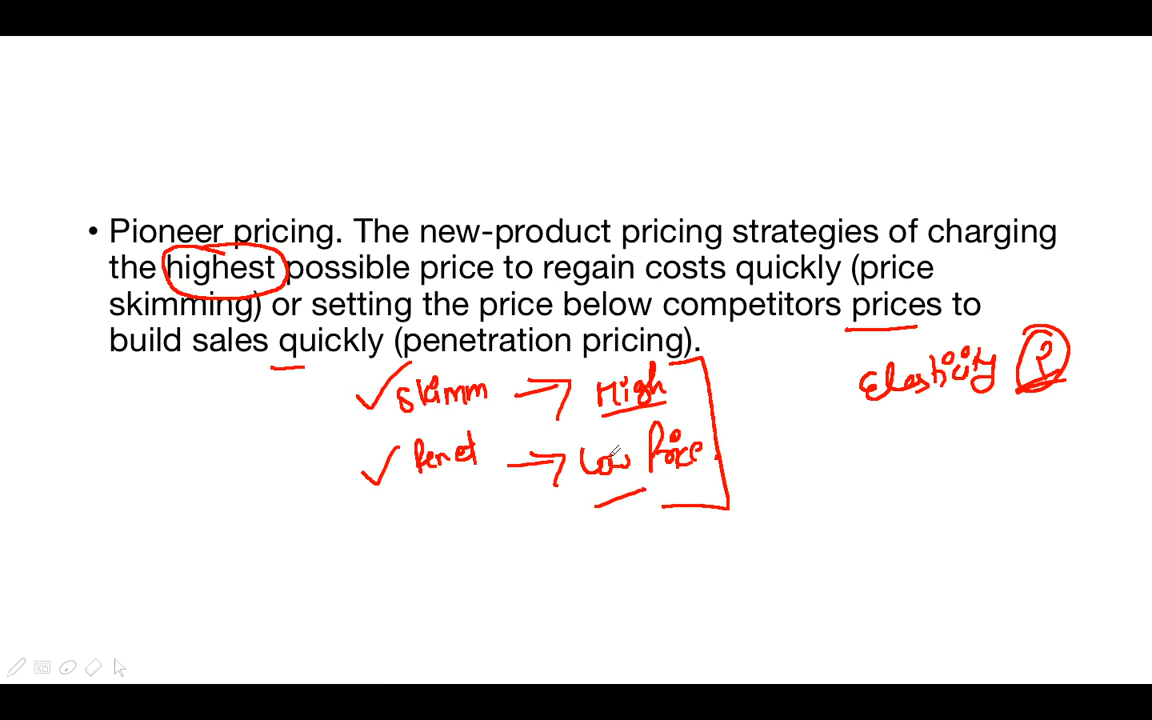 • Pioneer pricing. The new-product pricing strategies of charging
the highest possible price to regain costs quickly (price
skimming) or setting the price below competitors prices to
build sales quickly (penetration pricing).
Elasticity ?
Skimm → High
Penet → Low Price